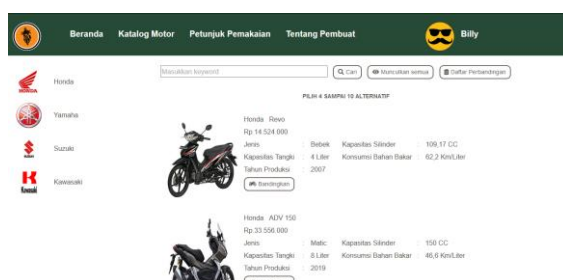 Beranda Katalog Motor Petunjuk Pemakaian Tentang Pembuat Billy
Masukkan keyword Cari Munculkan semua Daftar Perbandingan
PILIH 4 SAMPAI 10 ALTERNATIF
HONDA Honda
Yamaha
SUZUKI Suzuki
Kawasaki Kawasaki
Honda Revo
Rp 14.524.000
Jenis : Bebek Kapasitas Silinder : 109,17 CC
Kapasitas Tangki : 4 Liter Konsumsi Bahan Bakar : 62,2 Km/Liter
Tahun Produksi : 2007
Bandingkan
Honda ADV 150
Rp 33.550.000
Jenis : Matic Kapasitas Silinder : 150 CC
Kapasitas Tangki : 8 Liter Konsumsi Bahan Bakar : 46,6 Km/Liter
Tahun Produksi : 2019